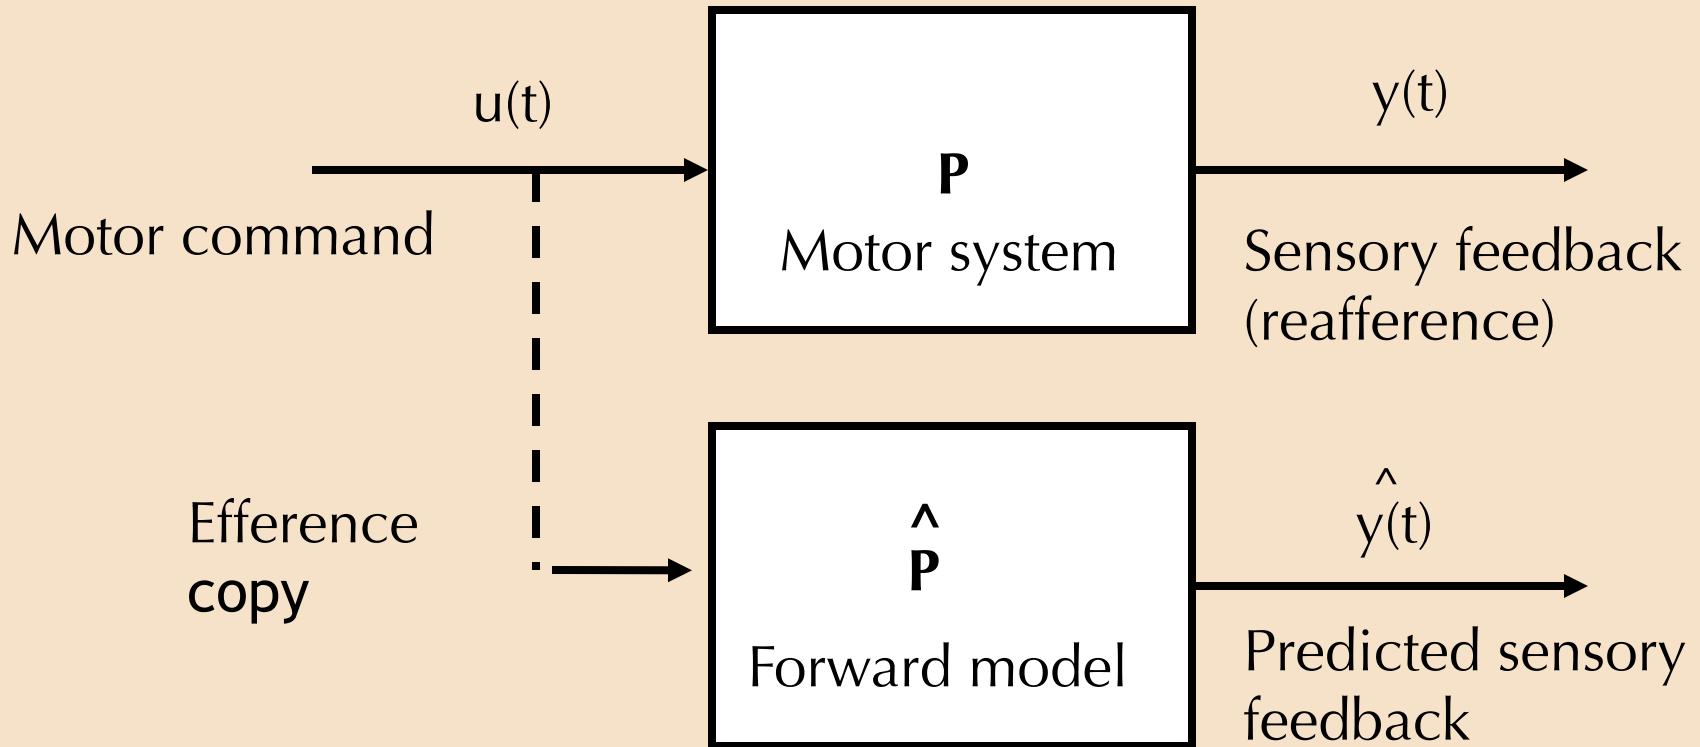 u(t)
y(t)
P
Motor command
Motor system
Sensory feedback
(reafference)
Efference
copy
^
P
^
y(t)
Forward model
Predicted sensory
feedback